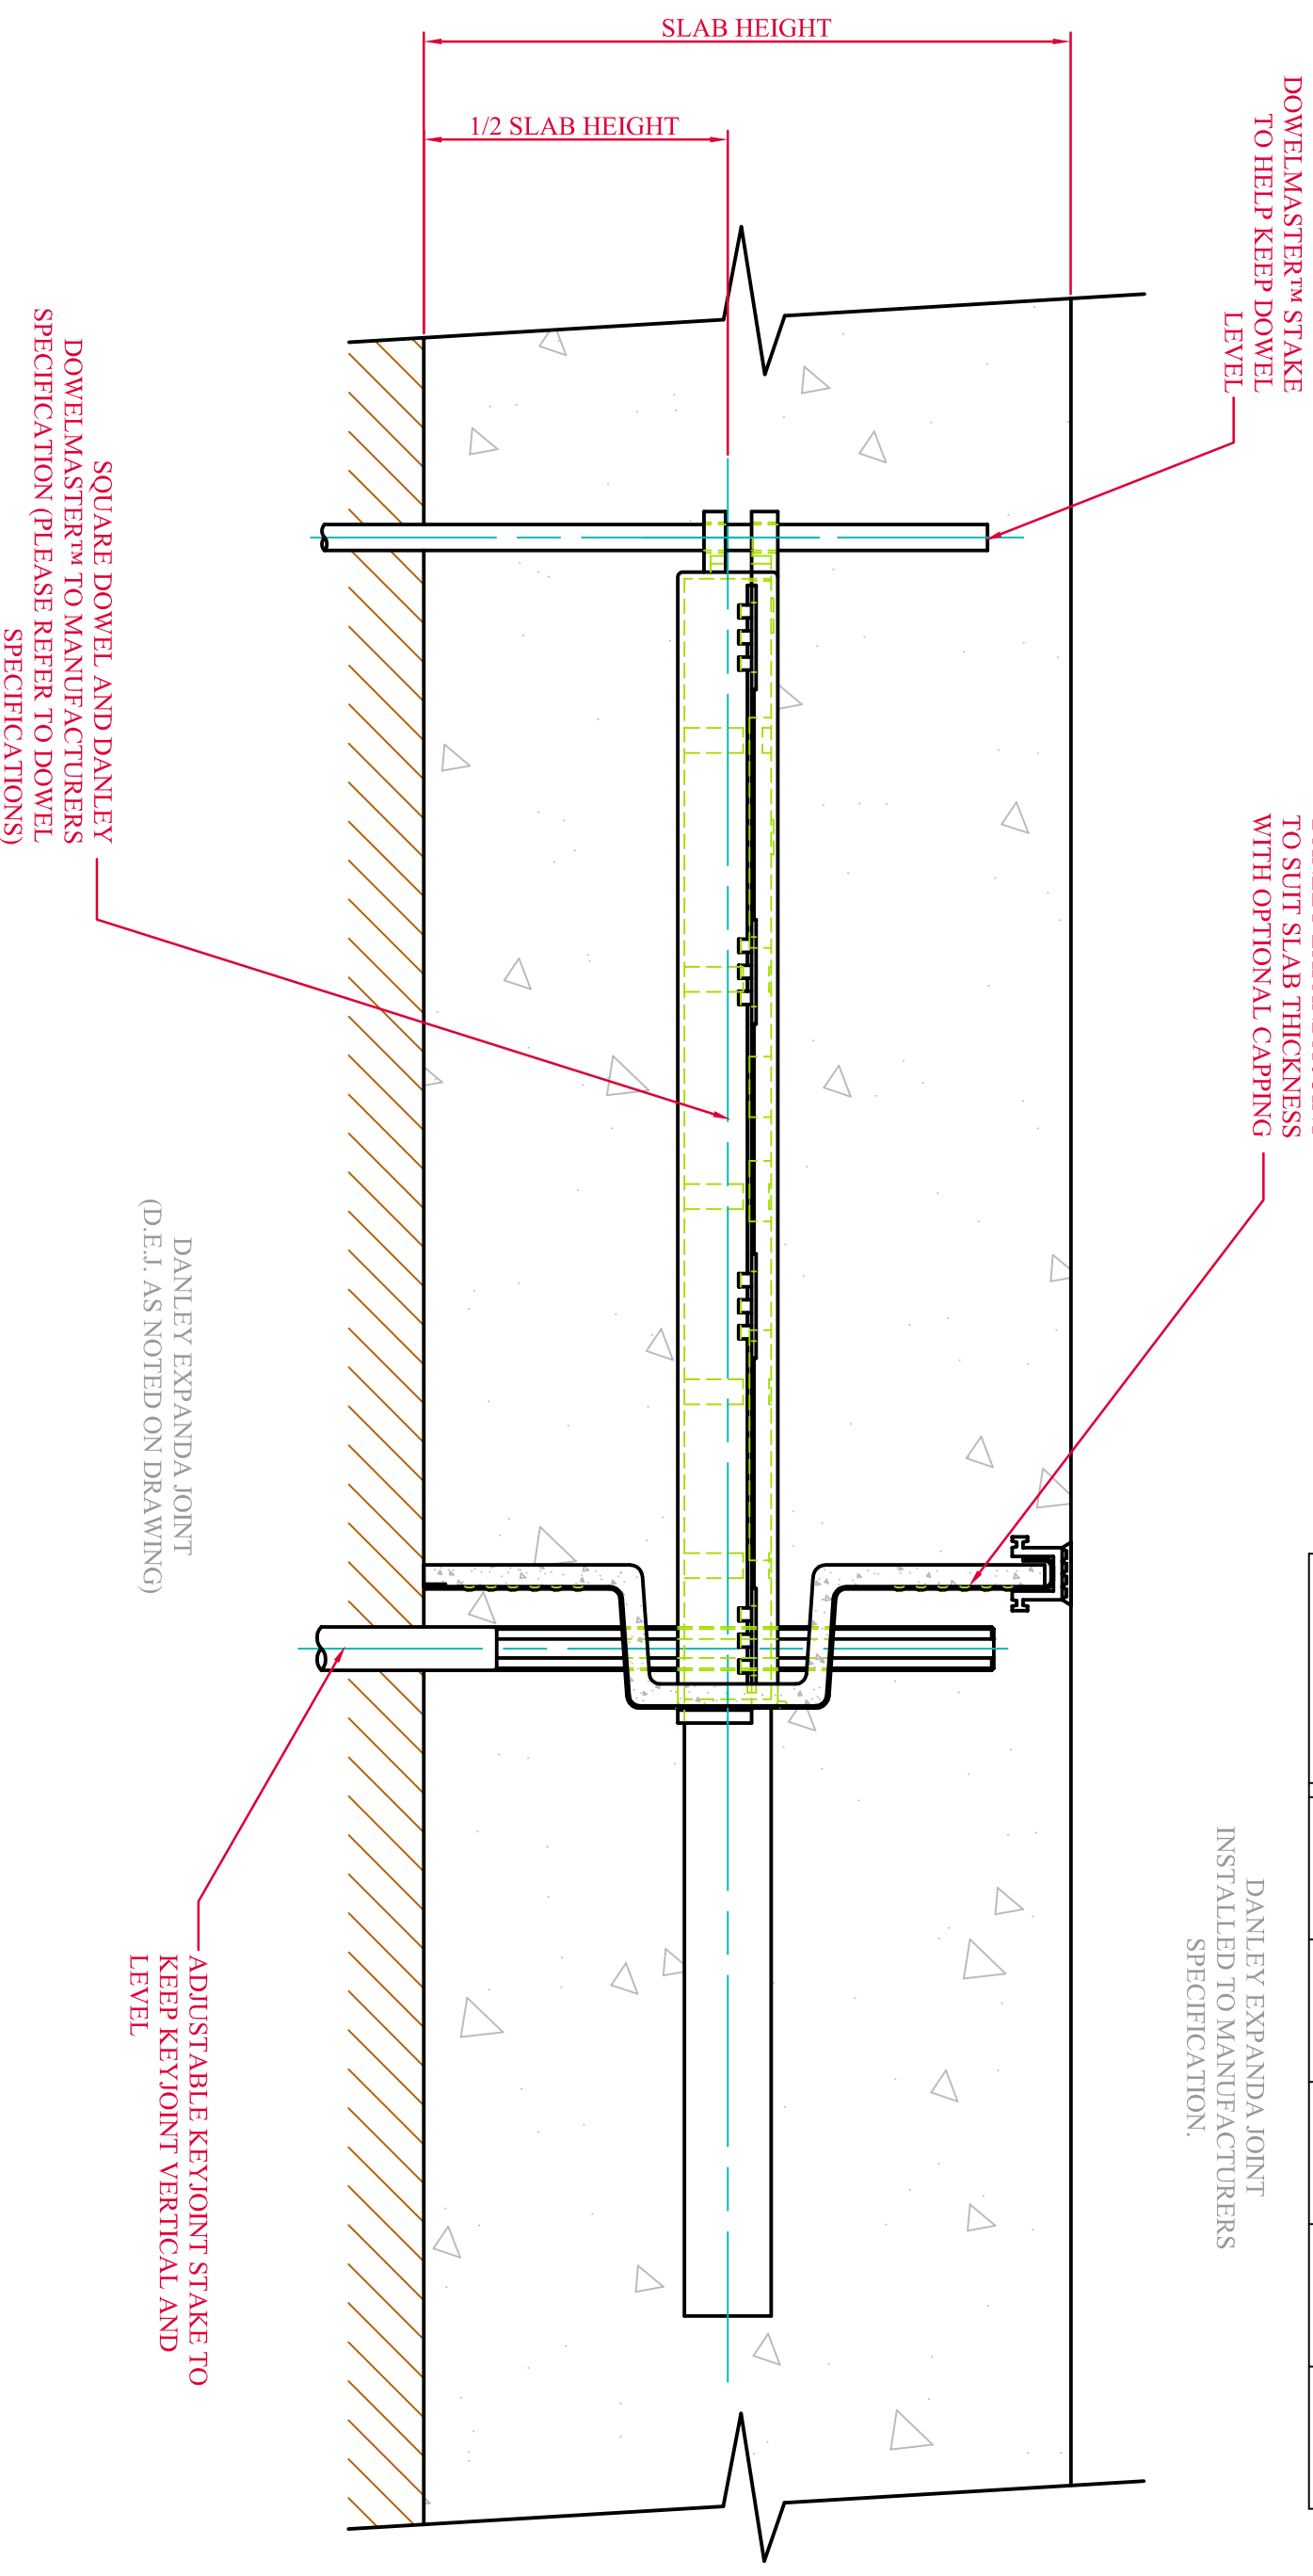 SLAB HEIGHT
1/2 SLAB HEIGHT
DOWELMASTER™ STAKE
TO HELP KEEP DOWEL
LEVEL
TO SUIT SLAB THICKNESS
WITH OPTIONAL CAPPING
DANLEY EXPANDA JOINT
INSTALLED TO MANUFACTURERS
SPECIFICATION.
SQUARE DOWEL AND DANLEY
DOWELMASTER™ TO MANUFACTURERS
SPECIFICATION (PLEASE REFER TO DOWEL
SPECIFICATIONS)
DANLEY EXPANDA JOINT
(D.E.J. AS NOTED ON DRAWING)
ADJUSTABLE KEYJOINT STAKE TO
KEEP KEYJOINT VERTICAL AND
LEVEL